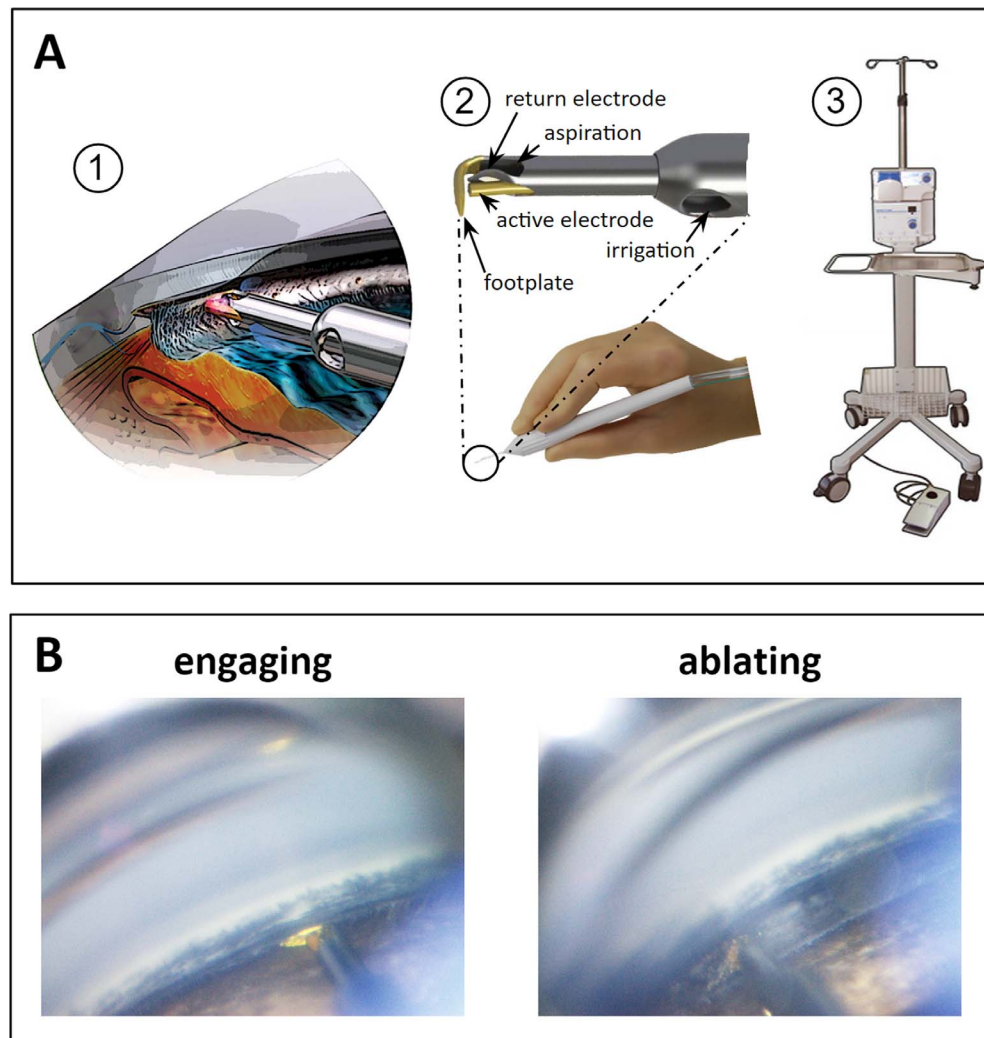 A
1
2
return electrode
aspiration
active electrode
irrigation
footplate
3
B
engaging
ablating